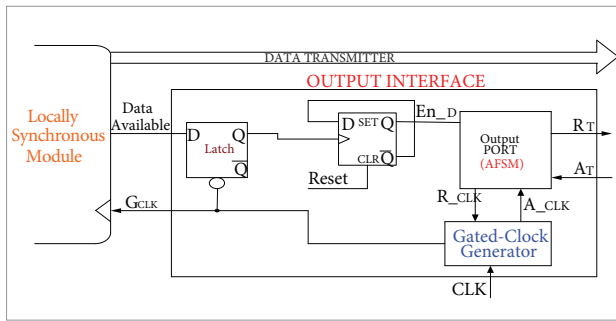 DATA TRANSMITTER
OUTPUT INTERFACE
Locally
Synchronous
Module
Data
Available
D Q
Latch
Q
D SET Q
CLR Q
Reset
En_D
Output
PORT
(AFSM)
RT
AT
R_CLK
A_CLK
GCLK
Gated-Clock
Generator
CLK